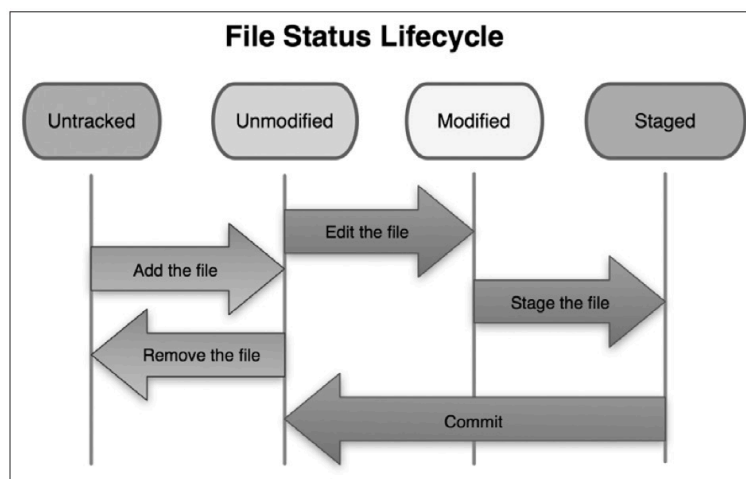 File Status Lifecycle
Untracked
Unmodified
Modified
Staged
Edit the file
Add the file
Stage the file
Remove the file
Commit